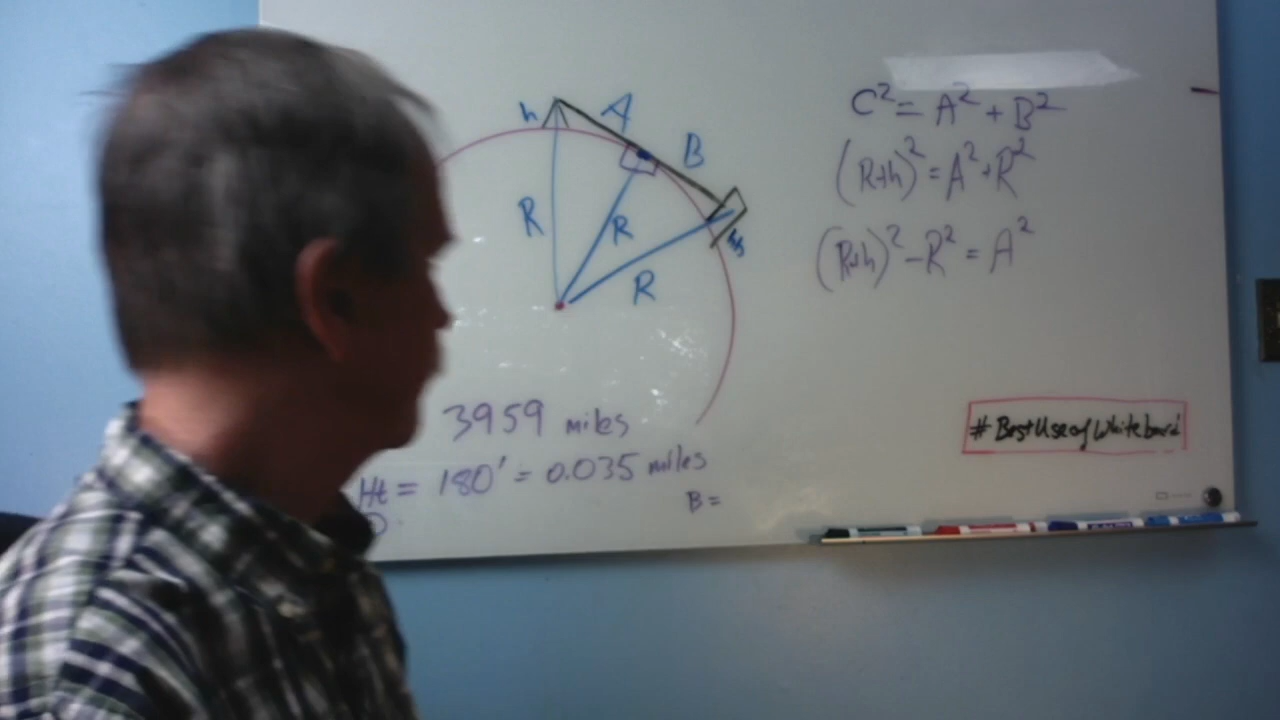 h
A
B
R
R
R
C² = A² + B²
(R+h)² = A² + R²
(R+h)² - R² = A²
3959 miles
Ht = 180' = 0.035 miles
B =
#BestUseofWhiteboard